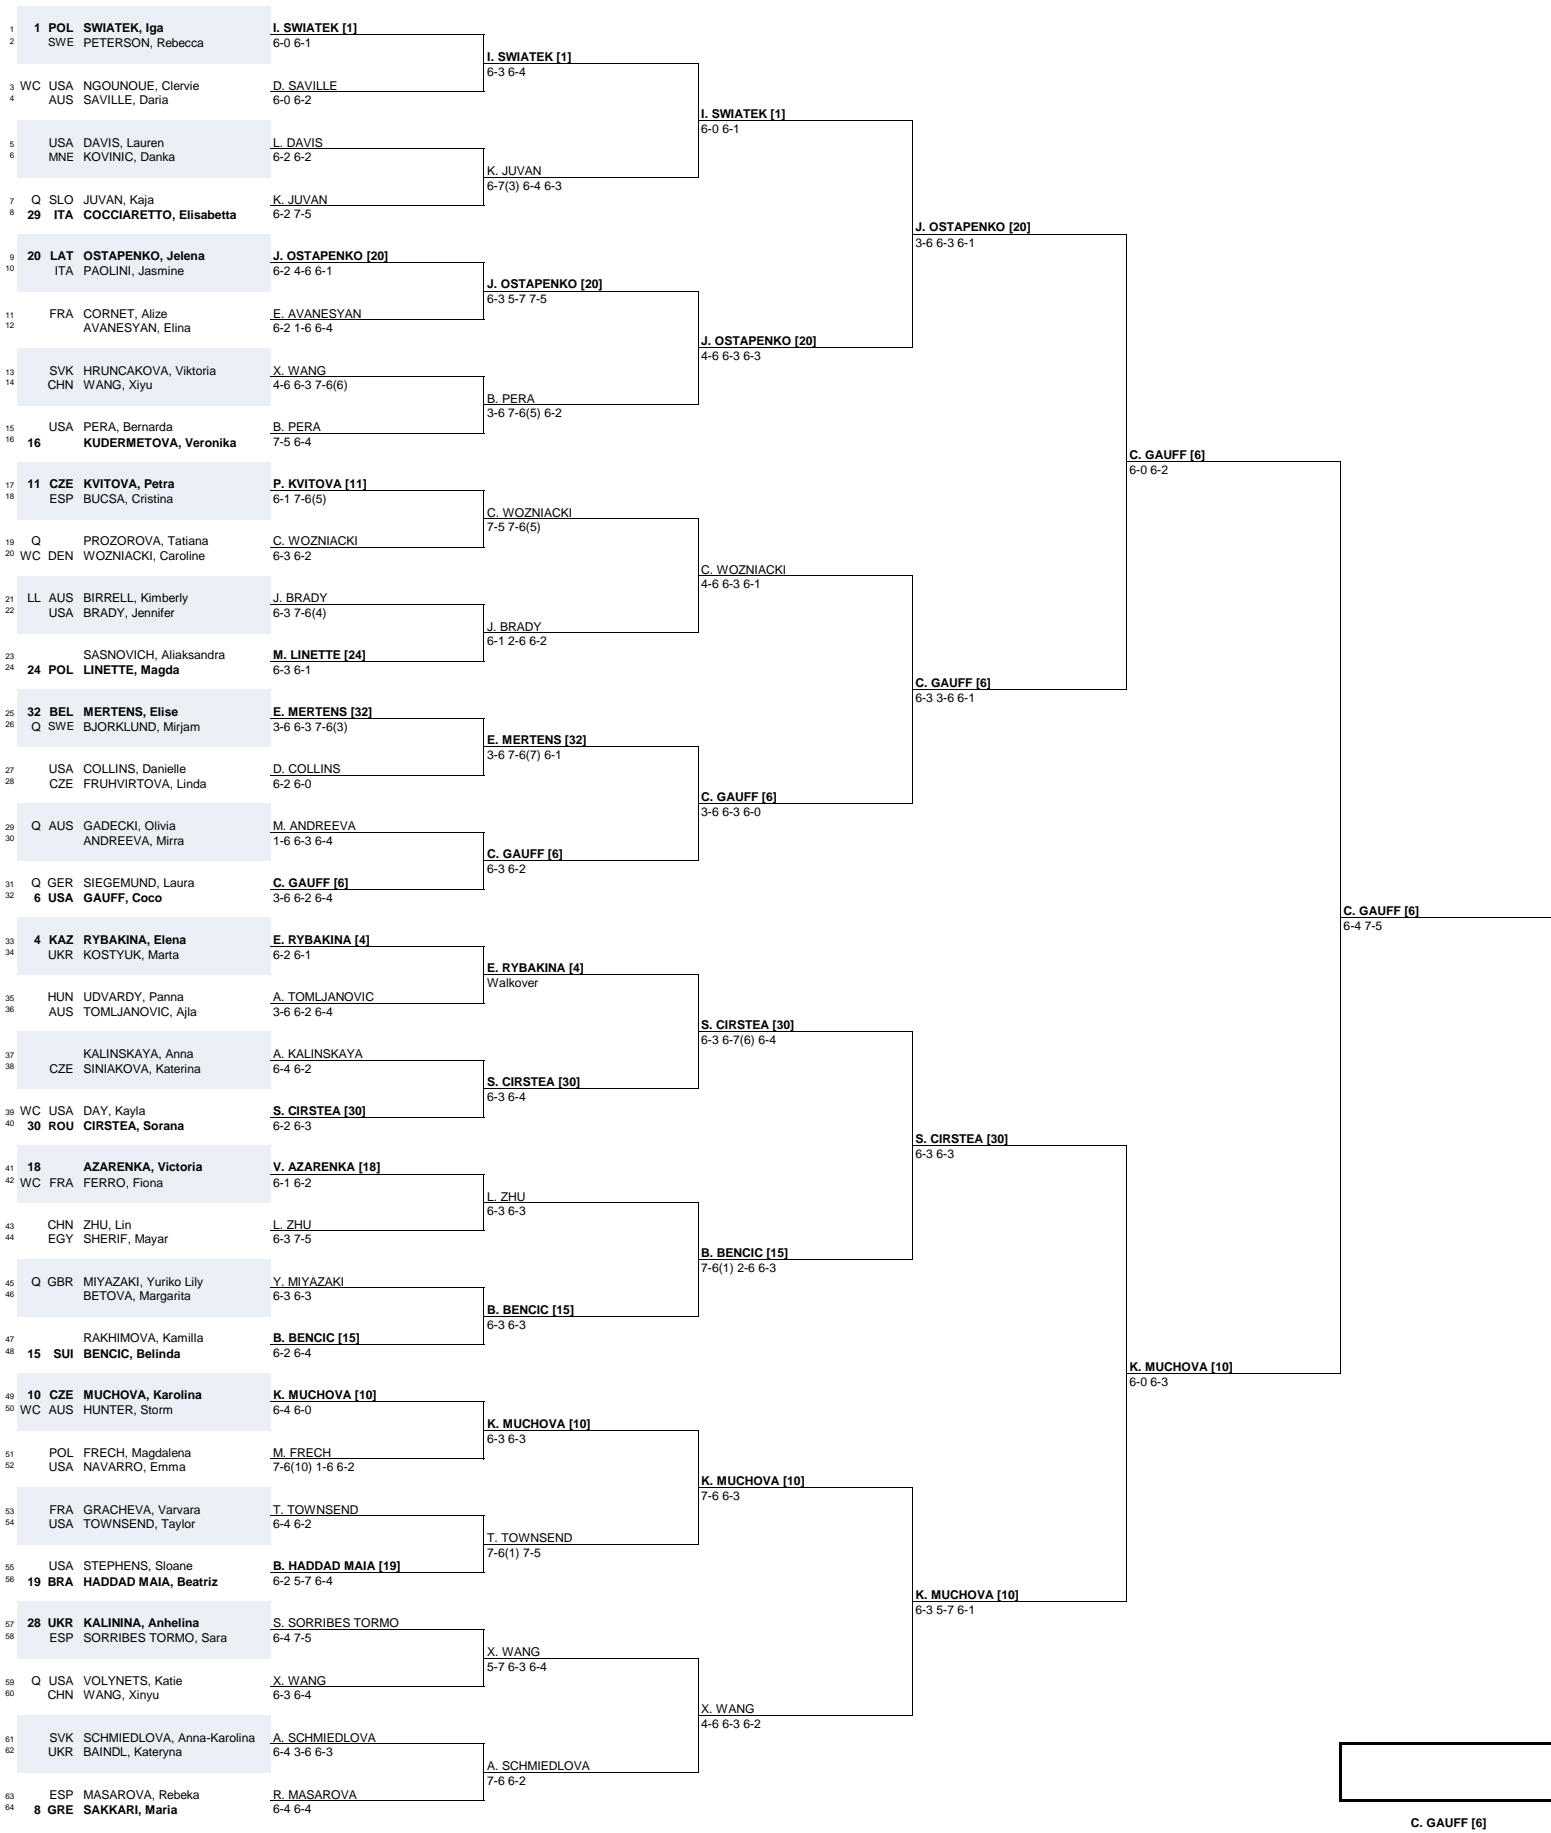 1 1 POL SWIATEK, Iga
2 SWE PETERSON, Rebecca
3 WC USA NGOUNOUE, Clervie
4 AUS SAVILLE, Daria
5 USA DAVIS, Lauren
6 MNE KOVINIC, Danka
7 Q SLO JUVAN, Kaja
8 29 ITA COCCIARETTO, Elisabetta
9 20 LAT OSTAPENKO, Jelena
10 ITA PAOLINI, Jasmine
11 FRA CORNET, Alize
12 AVANESYAN, Elina
13 SVK HRUNCAKOVA, Viktoria
14 CHN WANG, Xiyu
15 USA PERA, Bernarda
16 16 KUDERMETOVA, Veronika
17 11 CZE KVITOVA, Petra
18 ESP BUCSA, Cristina
19 Q PROZOROVA, Tatiana
20 WC DEN WOZNIACKI, Caroline
21 LL AUS BIRRELL, Kimberly
22 USA BRADY, Jennifer
23 SASNOVICH, Aliaksandra
24 24 POL LINETTE, Magda
25 32 BEL MERTENS, Elise
26 Q SWE BJORKLUND, Mirjam
27 USA COLLINS, Danielle
28 CZE FRUHVIRTOVA, Linda
29 Q AUS GADECKI, Olivia
30 ANDREEVA, Mirra
31 Q GER SIEGEMUND, Laura
32 6 USA GAUFF, Coco
33 4 KAZ RYBAKINA, Elena
34 UKR KOSTYUK, Marta
35 HUN UDVARDY, Panna
36 AUS TOMLJANOVIC, Ajla
37 KALINSKAYA, Anna
38 CZE SINIAKOVA, Katerina
39 WC USA DAY, Kayla
40 30 ROU CIRSTEA, Sorana
41 18 AZARENKA, Victoria
42 WC FRA FERRO, Fiona
43 CHN ZHU, Lin
44 EGY SHERIF, Mayar
45 Q GBR MIYAZAKI, Yuriko Lily
46 BETOVA, Margarita
47 RAKHIMOVA, Kamilla
48 15 SUI BENCIC, Belinda
49 10 CZE MUCHOVA, Karolina
50 WC AUS HUNTER, Storm
51 POL FRECH, Magdalena
52 USA NAVARRO, Emma
53 FRA GRACHEVA, Varvara
54 USA TOWNSEND, Taylor
55 USA STEPHENS, Sloane
56 19 BRA HADDAD MAIA, Beatriz
57 28 UKR KALININA, Anhelina
58 ESP SORRIBES TORMO, Sara
59 Q USA VOLYNETS, Katie
60 CHN WANG, Xinyu
61 SVK SCHMIEDLOVA, Anna-Karolina
62 UKR BAINDL, Kateryna
63 ESP MASAROVA, Rebeka
64 8 GRE SAKKARI, Maria
I. SWIATEK [1]
6-0 6-1
D. SAVILLE
6-0 6-2
L. DAVIS
6-2 6-2
K. JUVAN
6-2 7-5
J. OSTAPENKO [20]
6-2 4-6 6-1
E. AVANESYAN
6-2 1-6 6-4
X. WANG
4-6 6-3 7-6(6)
B. PERA
7-5 6-4
P. KVITOVA [11]
6-1 7-6(5)
C. WOZNIACKI
6-3 6-2
J. BRADY
6-3 7-6(4)
M. LINETTE [24]
6-3 6-1
E. MERTENS [32]
3-6 6-3 7-6(3)
D. COLLINS
6-2 6-0
M. ANDREEVA
1-6 6-3 6-4
C. GAUFF [6]
3-6 6-2 6-4
E. RYBAKINA [4]
6-2 6-1
A. TOMLJANOVIC
3-6 6-2 6-4
A. KALINSKAYA
6-4 6-2
S. CIRSTEA [30]
6-2 6-3
V. AZARENKA [18]
6-1 6-2
L. ZHU
6-3 7-5
Y. MIYAZAKI
6-3 6-3
B. BENCIC [15]
6-2 6-4
K. MUCHOVA [10]
6-4 6-0
M. FRECH
7-6(10) 1-6 6-2
T. TOWNSEND
6-4 6-2
B. HADDAD MAIA [19]
6-2 5-7 6-4
S. SORRIBES TORMO
6-4 7-5
X. WANG
6-3 6-4
A. SCHMIEDLOVA
6-4 3-6 6-3
R. MASAROVA
6-4 6-4
I. SWIATEK [1]
6-3 6-4
K. JUVAN
6-7(3) 6-4 6-3
J. OSTAPENKO [20]
6-3 5-7 7-5
B. PERA
3-6 7-6(5) 6-2
C. WOZNIACKI
7-5 7-6(5)
J. BRADY
6-1 2-6 6-2
E. MERTENS [32]
3-6 7-6(7) 6-1
C. GAUFF [6]
6-3 6-2
E. RYBAKINA [4]
Walkover
S. CIRSTEA [30]
6-3 6-4
L. ZHU
6-3 6-3
B. BENCIC [15]
6-3 6-3
K. MUCHOVA [10]
6-3 6-3
T. TOWNSEND
7-6(1) 7-5
X. WANG
5-7 6-3 6-4
A. SCHMIEDLOVA
7-6 6-2
I. SWIATEK [1]
6-0 6-1
J. OSTAPENKO [20]
4-6 6-3 6-3
C. WOZNIACKI
4-6 6-3 6-1
C. GAUFF [6]
3-6 6-3 6-0
S. CIRSTEA [30]
6-3 6-7(6) 6-4
B. BENCIC [15]
7-6(1) 2-6 6-3
K. MUCHOVA [10]
7-6 6-3
X. WANG
4-6 6-3 6-2
J. OSTAPENKO [20]
3-6 6-3 6-1
C. GAUFF [6]
6-3 3-6 6-1
S. CIRSTEA [30]
6-3 6-3
K. MUCHOVA [10]
6-3 5-7 6-1
C. GAUFF [6]
6-0 6-2
K. MUCHOVA [10]
6-0 6-3
C. GAUFF [6]
6-4 7-5
C. GAUFF [6]